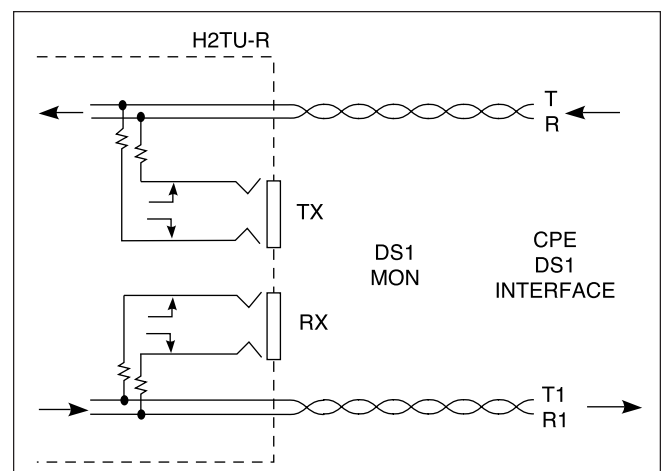 H2TU-R
T
R
TX
DS1
MON
CPE
DS1
INTERFACE
RX
T1
R1